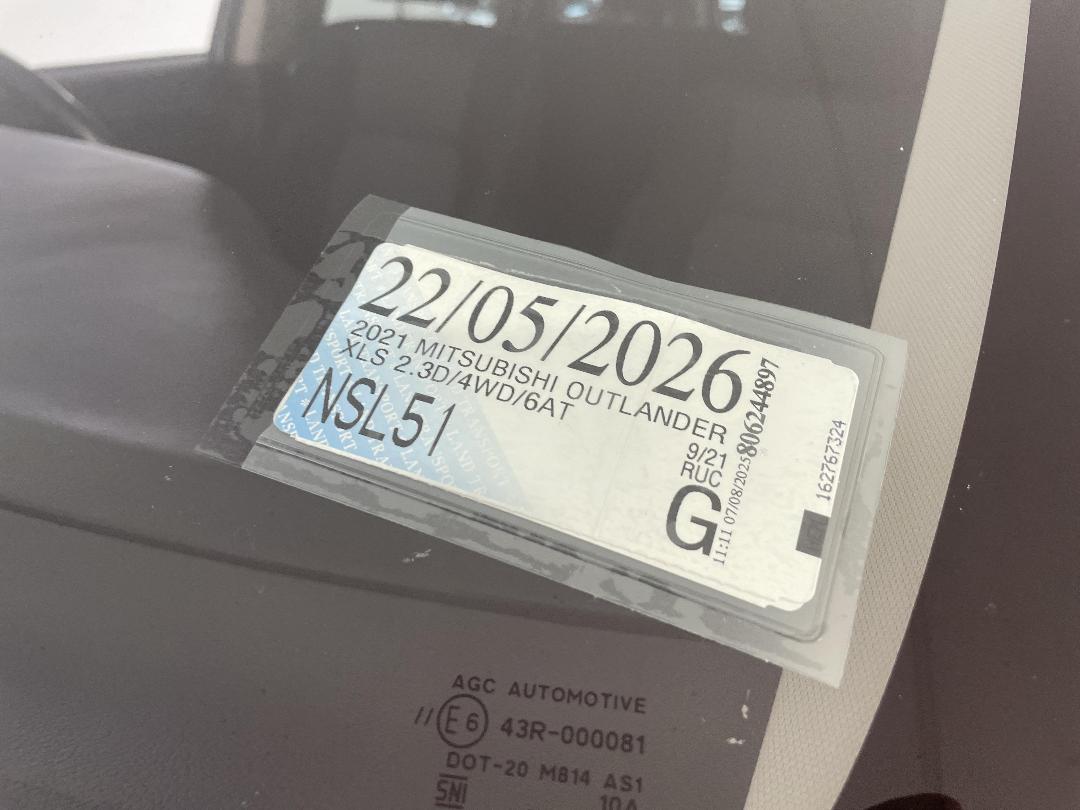 22/05/2026
2021 MITSUBISHI OUTLANDER
XLS 2.3D/4WD/6AT
NSL51
9/21
RUC
G
11:11 07/08/2025 806244897
162767324
AGC AUTOMOTIVE
// E6 43R-000081
DOT-20 M814 AS1
SNI